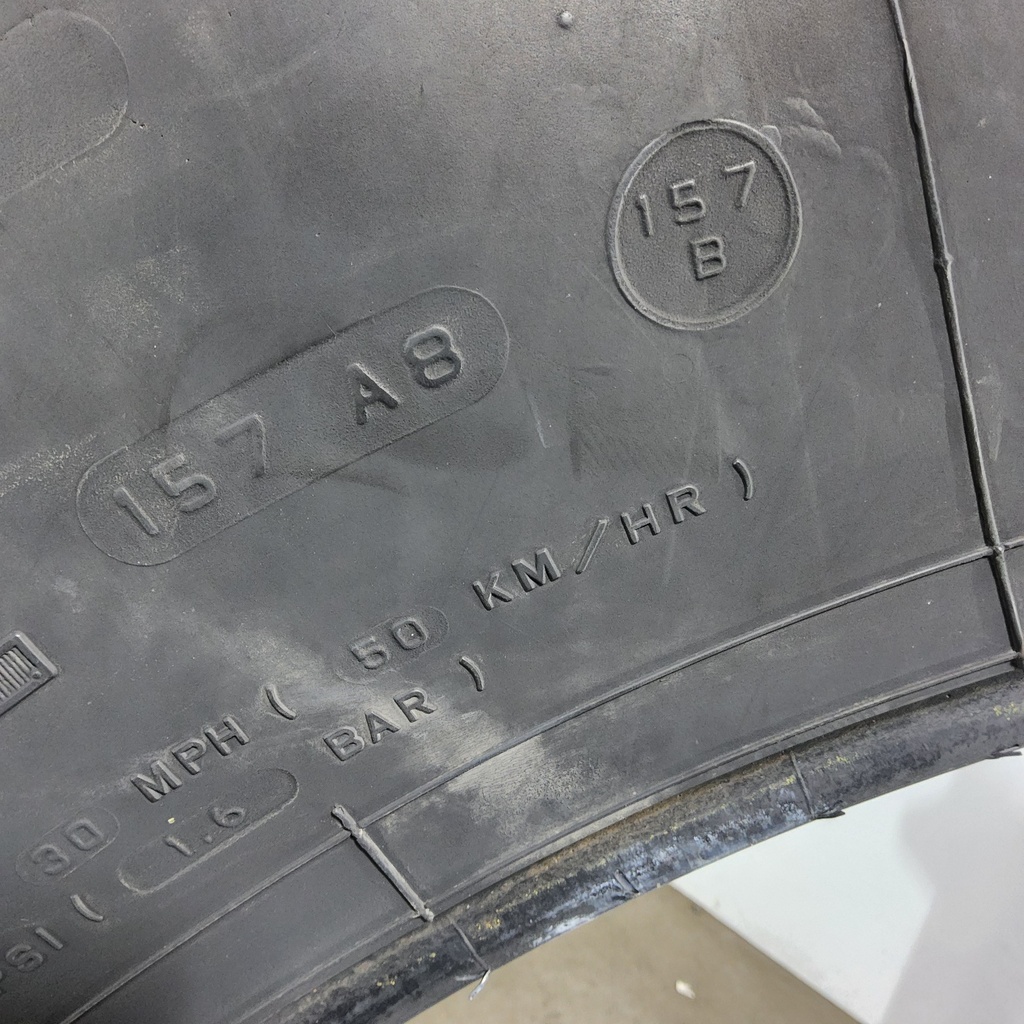 157
B
157 A8
30 MPH ( 50 KM/HR )
PSI ( 1.6 BAR )